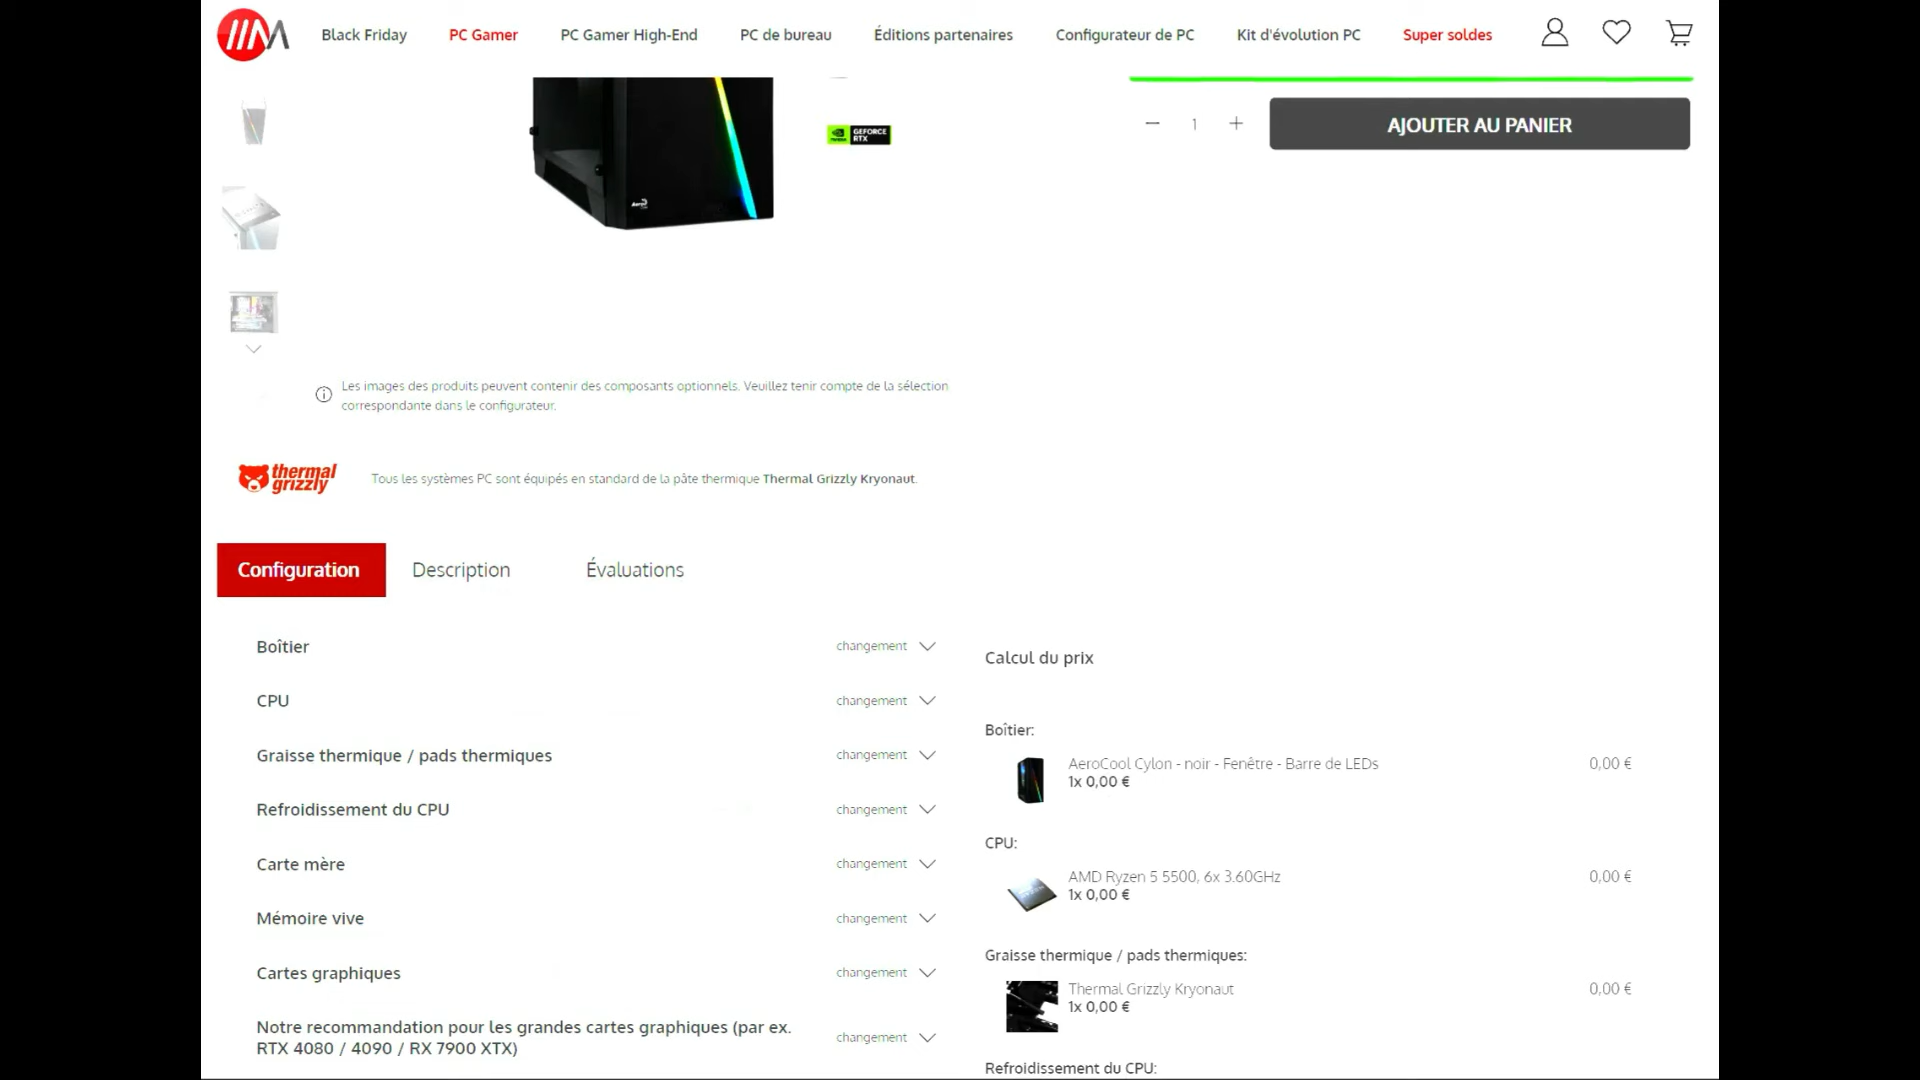 Black Friday
PC Gamer
PC Gamer High-End
PC de bureau
Éditions partenaires
Configurateur de PC
Kit d'évolution PC
Super soldes
GEFORCE
RTX
1
AJOUTER AU PANIER
Les images des produits peuvent contenir des composants optionnels. Veuillez tenir compte de la sélection
correspondante dans le configurateur.
thermal
grizzly
Tous les systèmes PC sont équipés en standard de la pâte thermique Thermal Grizzly Kryonaut.
Configuration
Description
Évaluations
Boîtier
changement
CPU
changement
Graisse thermique / pads thermiques
changement
Refroidissement du CPU
changement
Carte mère
changement
Mémoire vive
changement
Cartes graphiques
changement
Notre recommandation pour les grandes cartes graphiques (par ex.
RTX 4080 / 4090 / RX 7900 XTX)
changement
Calcul du prix
Boîtier:
AeroCool Cylon - noir - Fenêtre - Barre de LEDs
0,00 €
1x 0,00 €
CPU:
AMD Ryzen 5 5500, 6x 3.60GHz
0,00 €
1x 0,00 €
Graisse thermique / pads thermiques:
Thermal Grizzly Kryonaut
0,00 €
1x 0,00 €
Refroidissement du CPU: